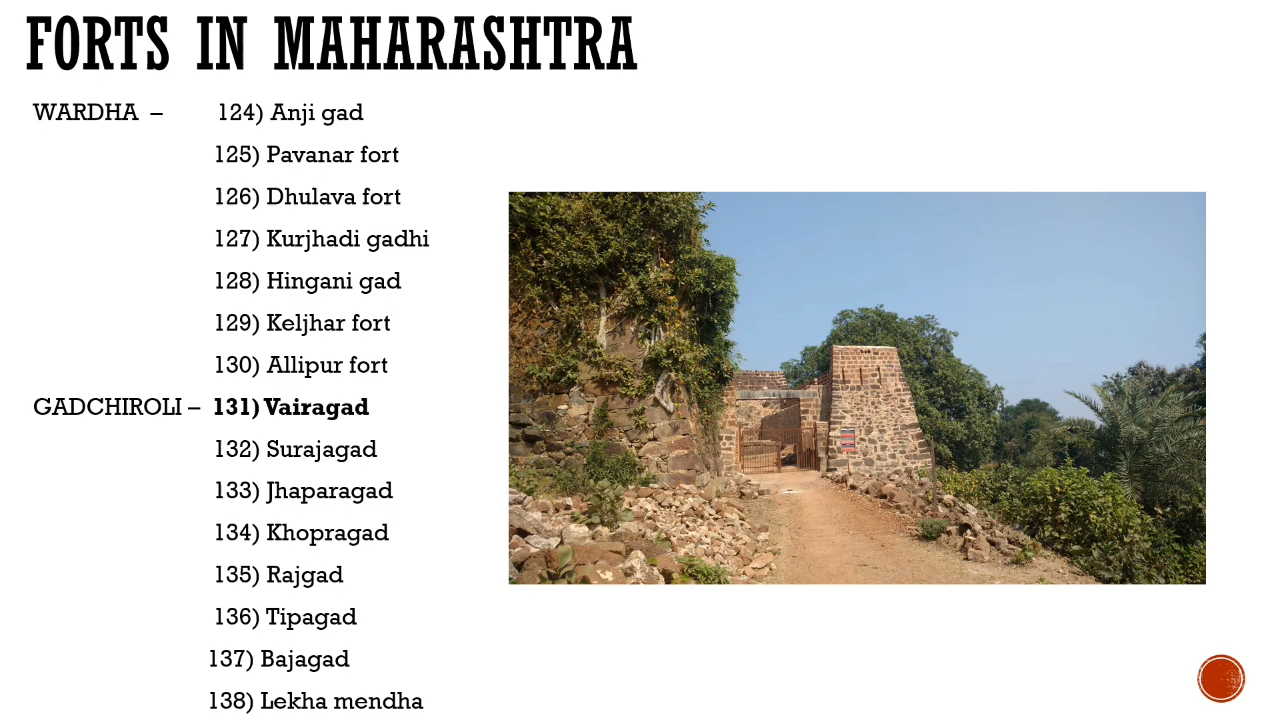 FORTS IN MAHARASHTRA
WARDHA – 124) Anji gad
125) Pavanar fort
126) Dhulava fort
127) Kurjhadi gadhi
128) Hingani gad
129) Keljhar fort
130) Allipur fort
GADCHIROLI – 131) Vairagad
132) Surajagad
133) Jhaparagad
134) Khopragad
135) Rajgad
136) Tipagad
137) Bajagad
138) Lekha mendha